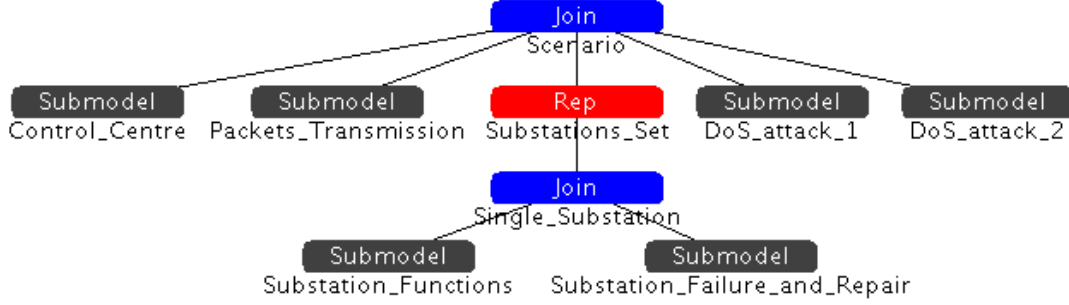 Join
Scenario
Submodel Submodel Rep Submodel Submodel
Control_Centre Packets_Transmission Substations_Set DoS_attack_1 DoS_attack_2
Join
Single_Substation
Submodel Submodel
Substation_Functions Substation_Failure_and_Repair